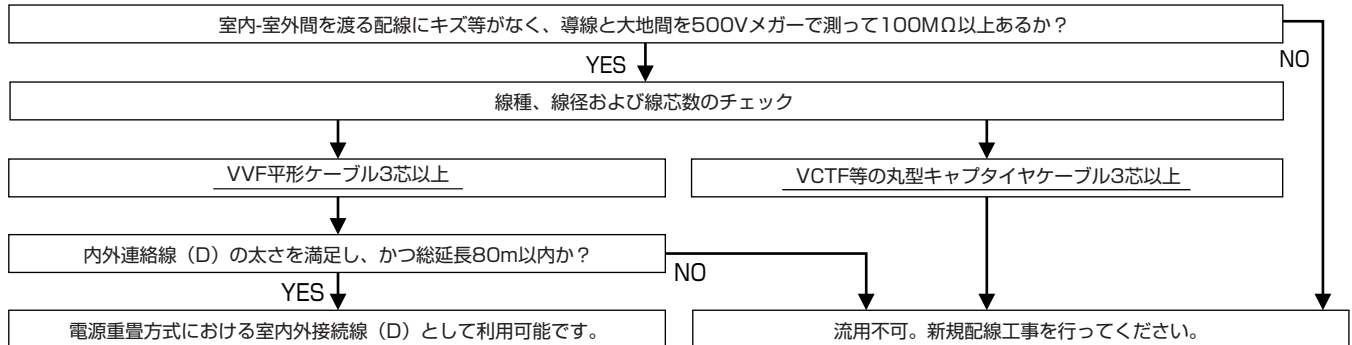 室内-室外間を渡る配線にキズ等がなく、導線と大地間を500Vメガーで測って100MΩ以上あるか？
YES
NO
線種、線径および線芯数のチェック
VVF平形ケーブル3芯以上
VCTF等の丸型キャプタイヤケーブル3芯以上
内外連絡線（D）の太さを満足し、かつ総延長80m以内か？
NO
YES
電源重畳方式における室内外接続線（D）として利用可能です。
流用不可。新規配線工事を行ってください。